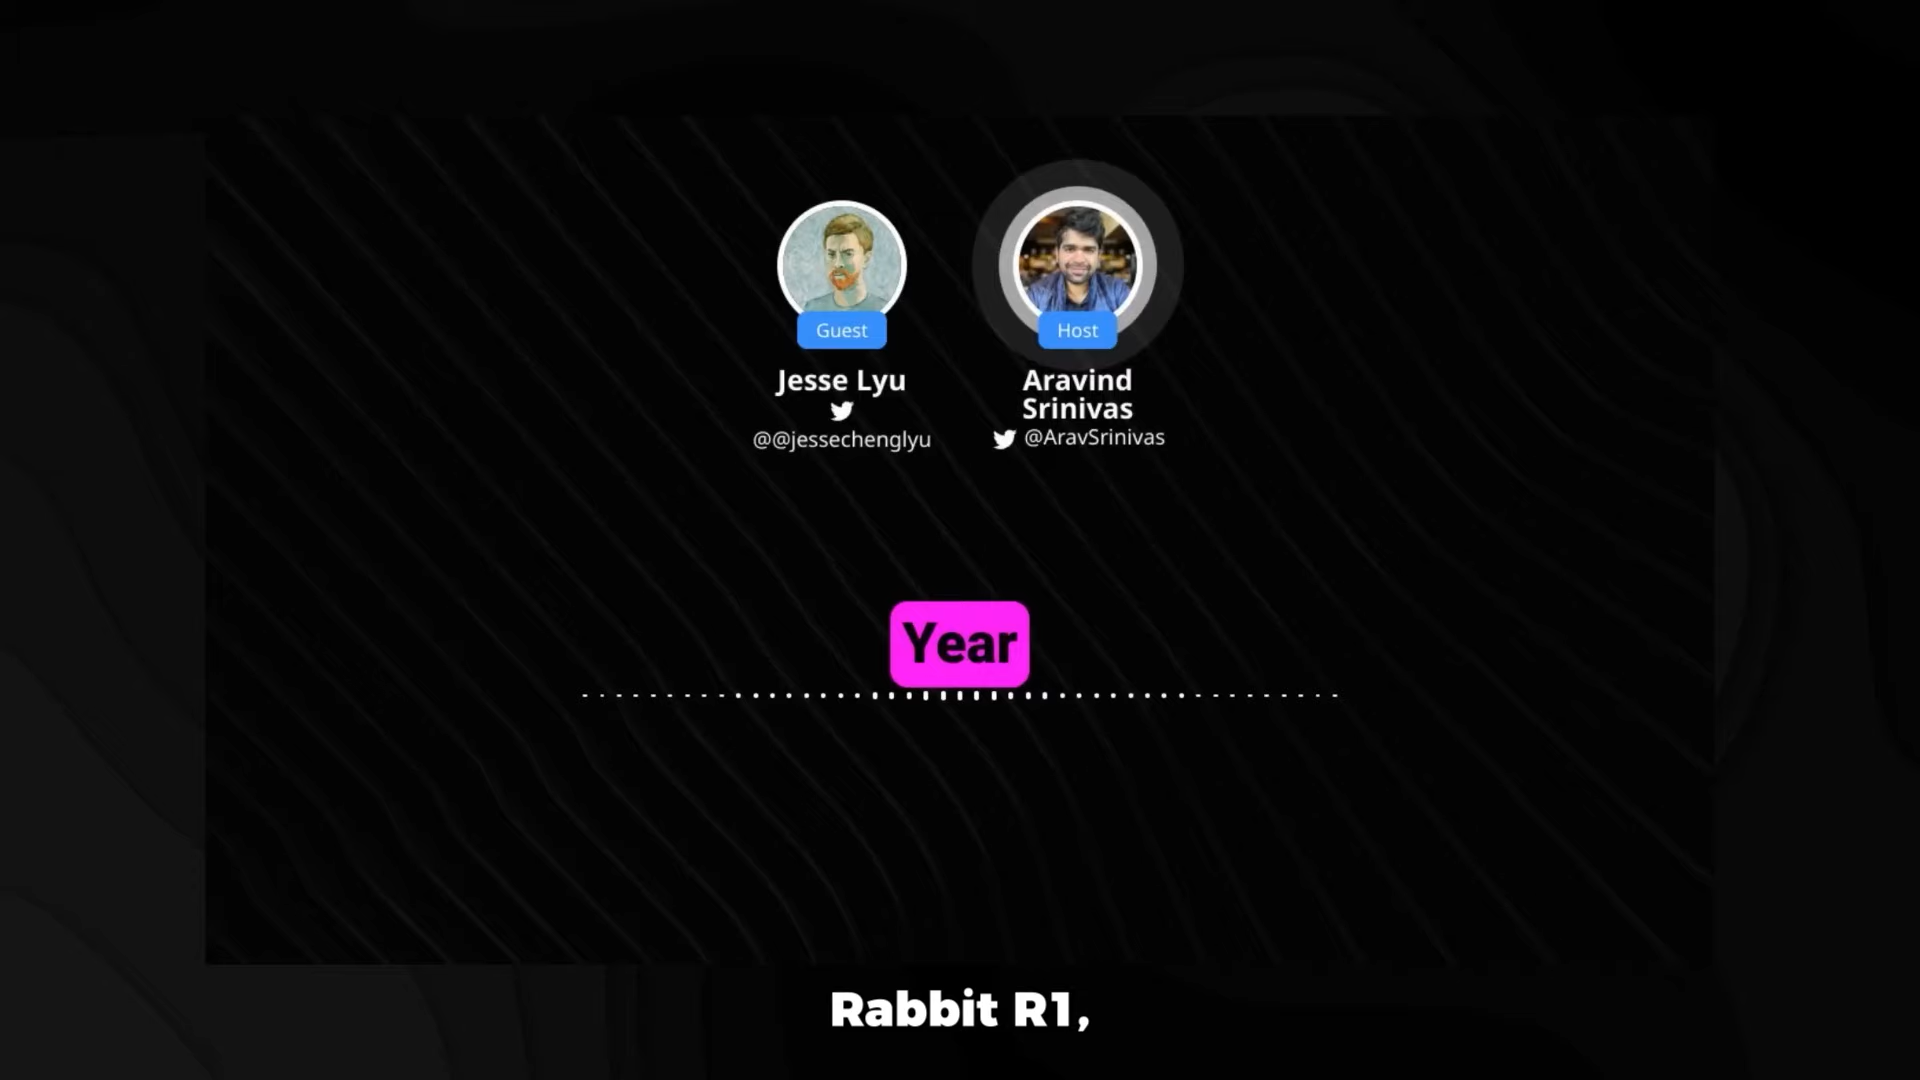 Guest
Host
Jesse Lyu
Aravind
Srinivas
@@jessechenglyu
@AravSrinivas
Year
Rabbit R1,